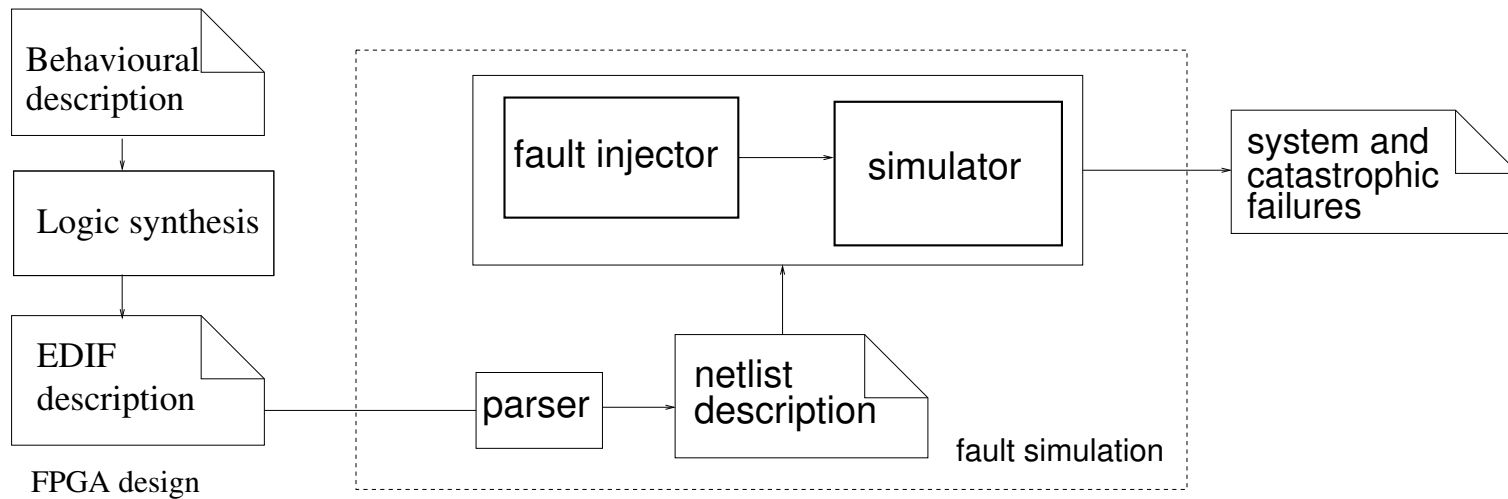 Behavioural
description
Logic synthesis
EDIF
description
FPGA design
parser
netlist
description
fault simulation
fault injector
simulator
system and
catastrophic
failures